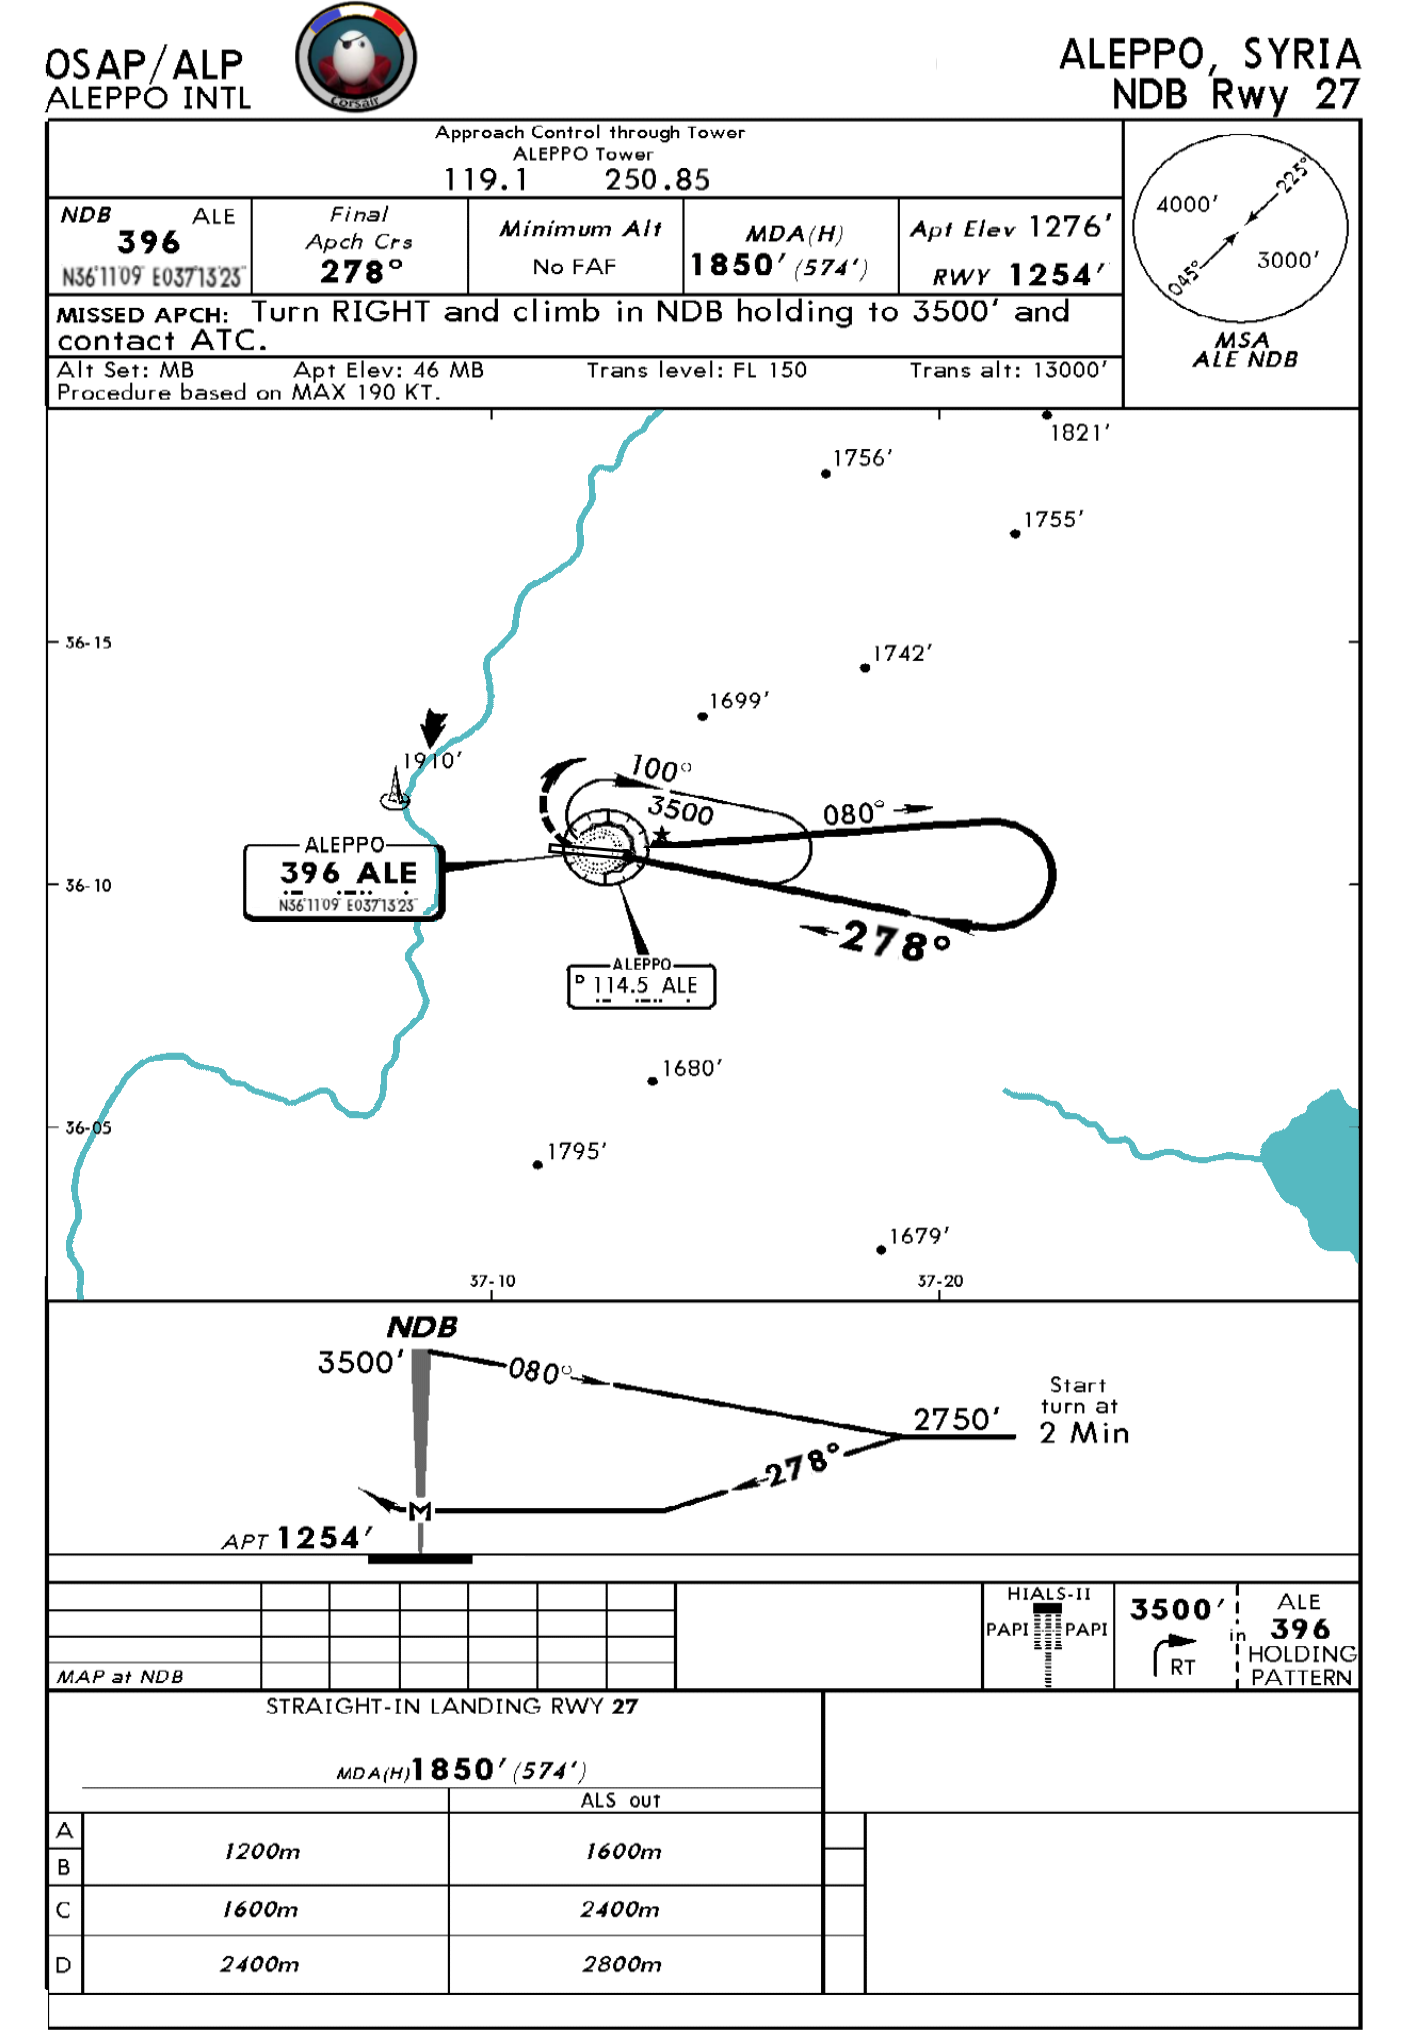 OSAP/ALP
ALEPPO INTL
Corsair
ALEPPO, SYRIA
NDB Rwy 27
Approach Control through Tower
ALEPPO Tower
119.1 250.85
NDB ALE
396
N36°11'09" E037°13'23"
Final
Apch Crs
278°
Minimum Alt
No FAF
MDA(H)
1850' (574')
Apt Elev 1276'
RWY 1254'
MISSED APCH: Turn RIGHT and climb in NDB holding to 3500' and
contact ATC.
Alt Set: MB Apt Elev: 46 MB Trans level: FL 150 Trans alt: 13000'
Procedure based on MAX 190 KT.
4000'
225°
045°
3000'
MSA
ALE NDB
1821'
1756'
1755'
36-15
1742'
1699'
1910'
100°
3500
080°
ALEPPO
396 ALE
N36°11'09" E037°13'23"
36-10
278°
ALEPPO
D 114.5 ALE
1680'
36-05
1795'
1679'
37-10
37-20
NDB
3500'
080°
Start
turn at
2 Min
2750'
278°
M
APT 1254'
MAP at NDB
HIALS-II
PAPI PAPI
3500'
RT
in
ALE
396
HOLDING
PATTERN
STRAIGHT-IN LANDING RWY 27
MDA(H) 1850' (574')
ALS out
A
B
1200m 1600m
C 1600m 2400m
D 2400m 2800m